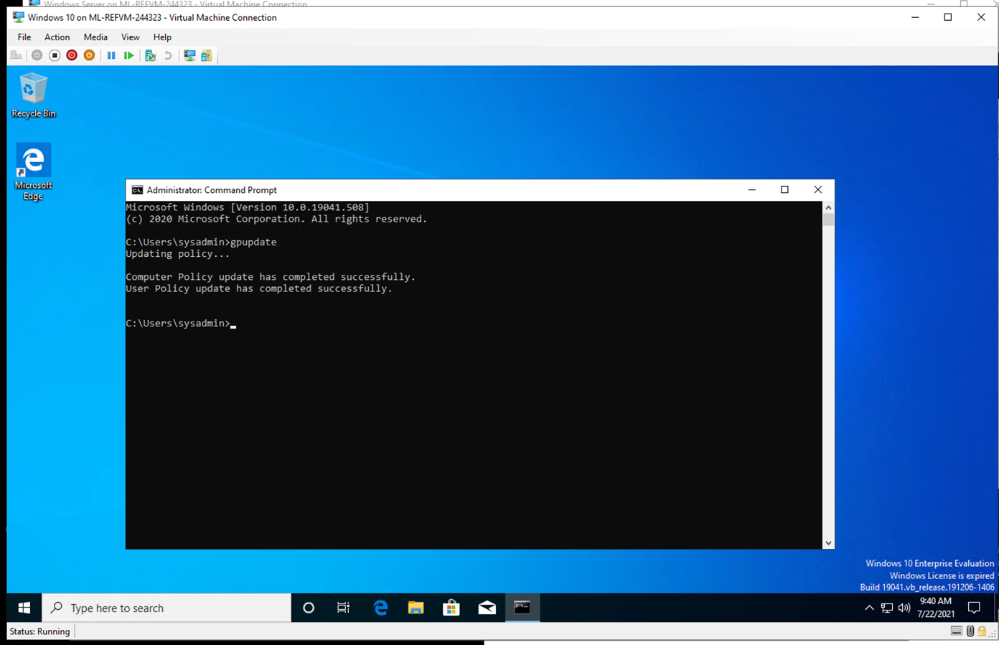 Windows Server on ML-REFVM-244323 - Virtual Machine Connection
Windows 10 on ML-REFVM-244323 - Virtual Machine Connection
File Action Media View Help
Recycle Bin
Microsoft
Edge
Administrator: Command Prompt
Microsoft Windows [Version 10.0.19041.508]
(c) 2020 Microsoft Corporation. All rights reserved.
C:\Users\sysadmin>gpupdate
Updating policy...
Computer Policy update has completed successfully.
User Policy update has completed successfully.
C:\Users\sysadmin>
Windows 10 Enterprise Evaluation
Windows License is expired
Build 19041.vb_release.191206-1406
Type here to search
9:40 AM
7/22/2021
Status: Running